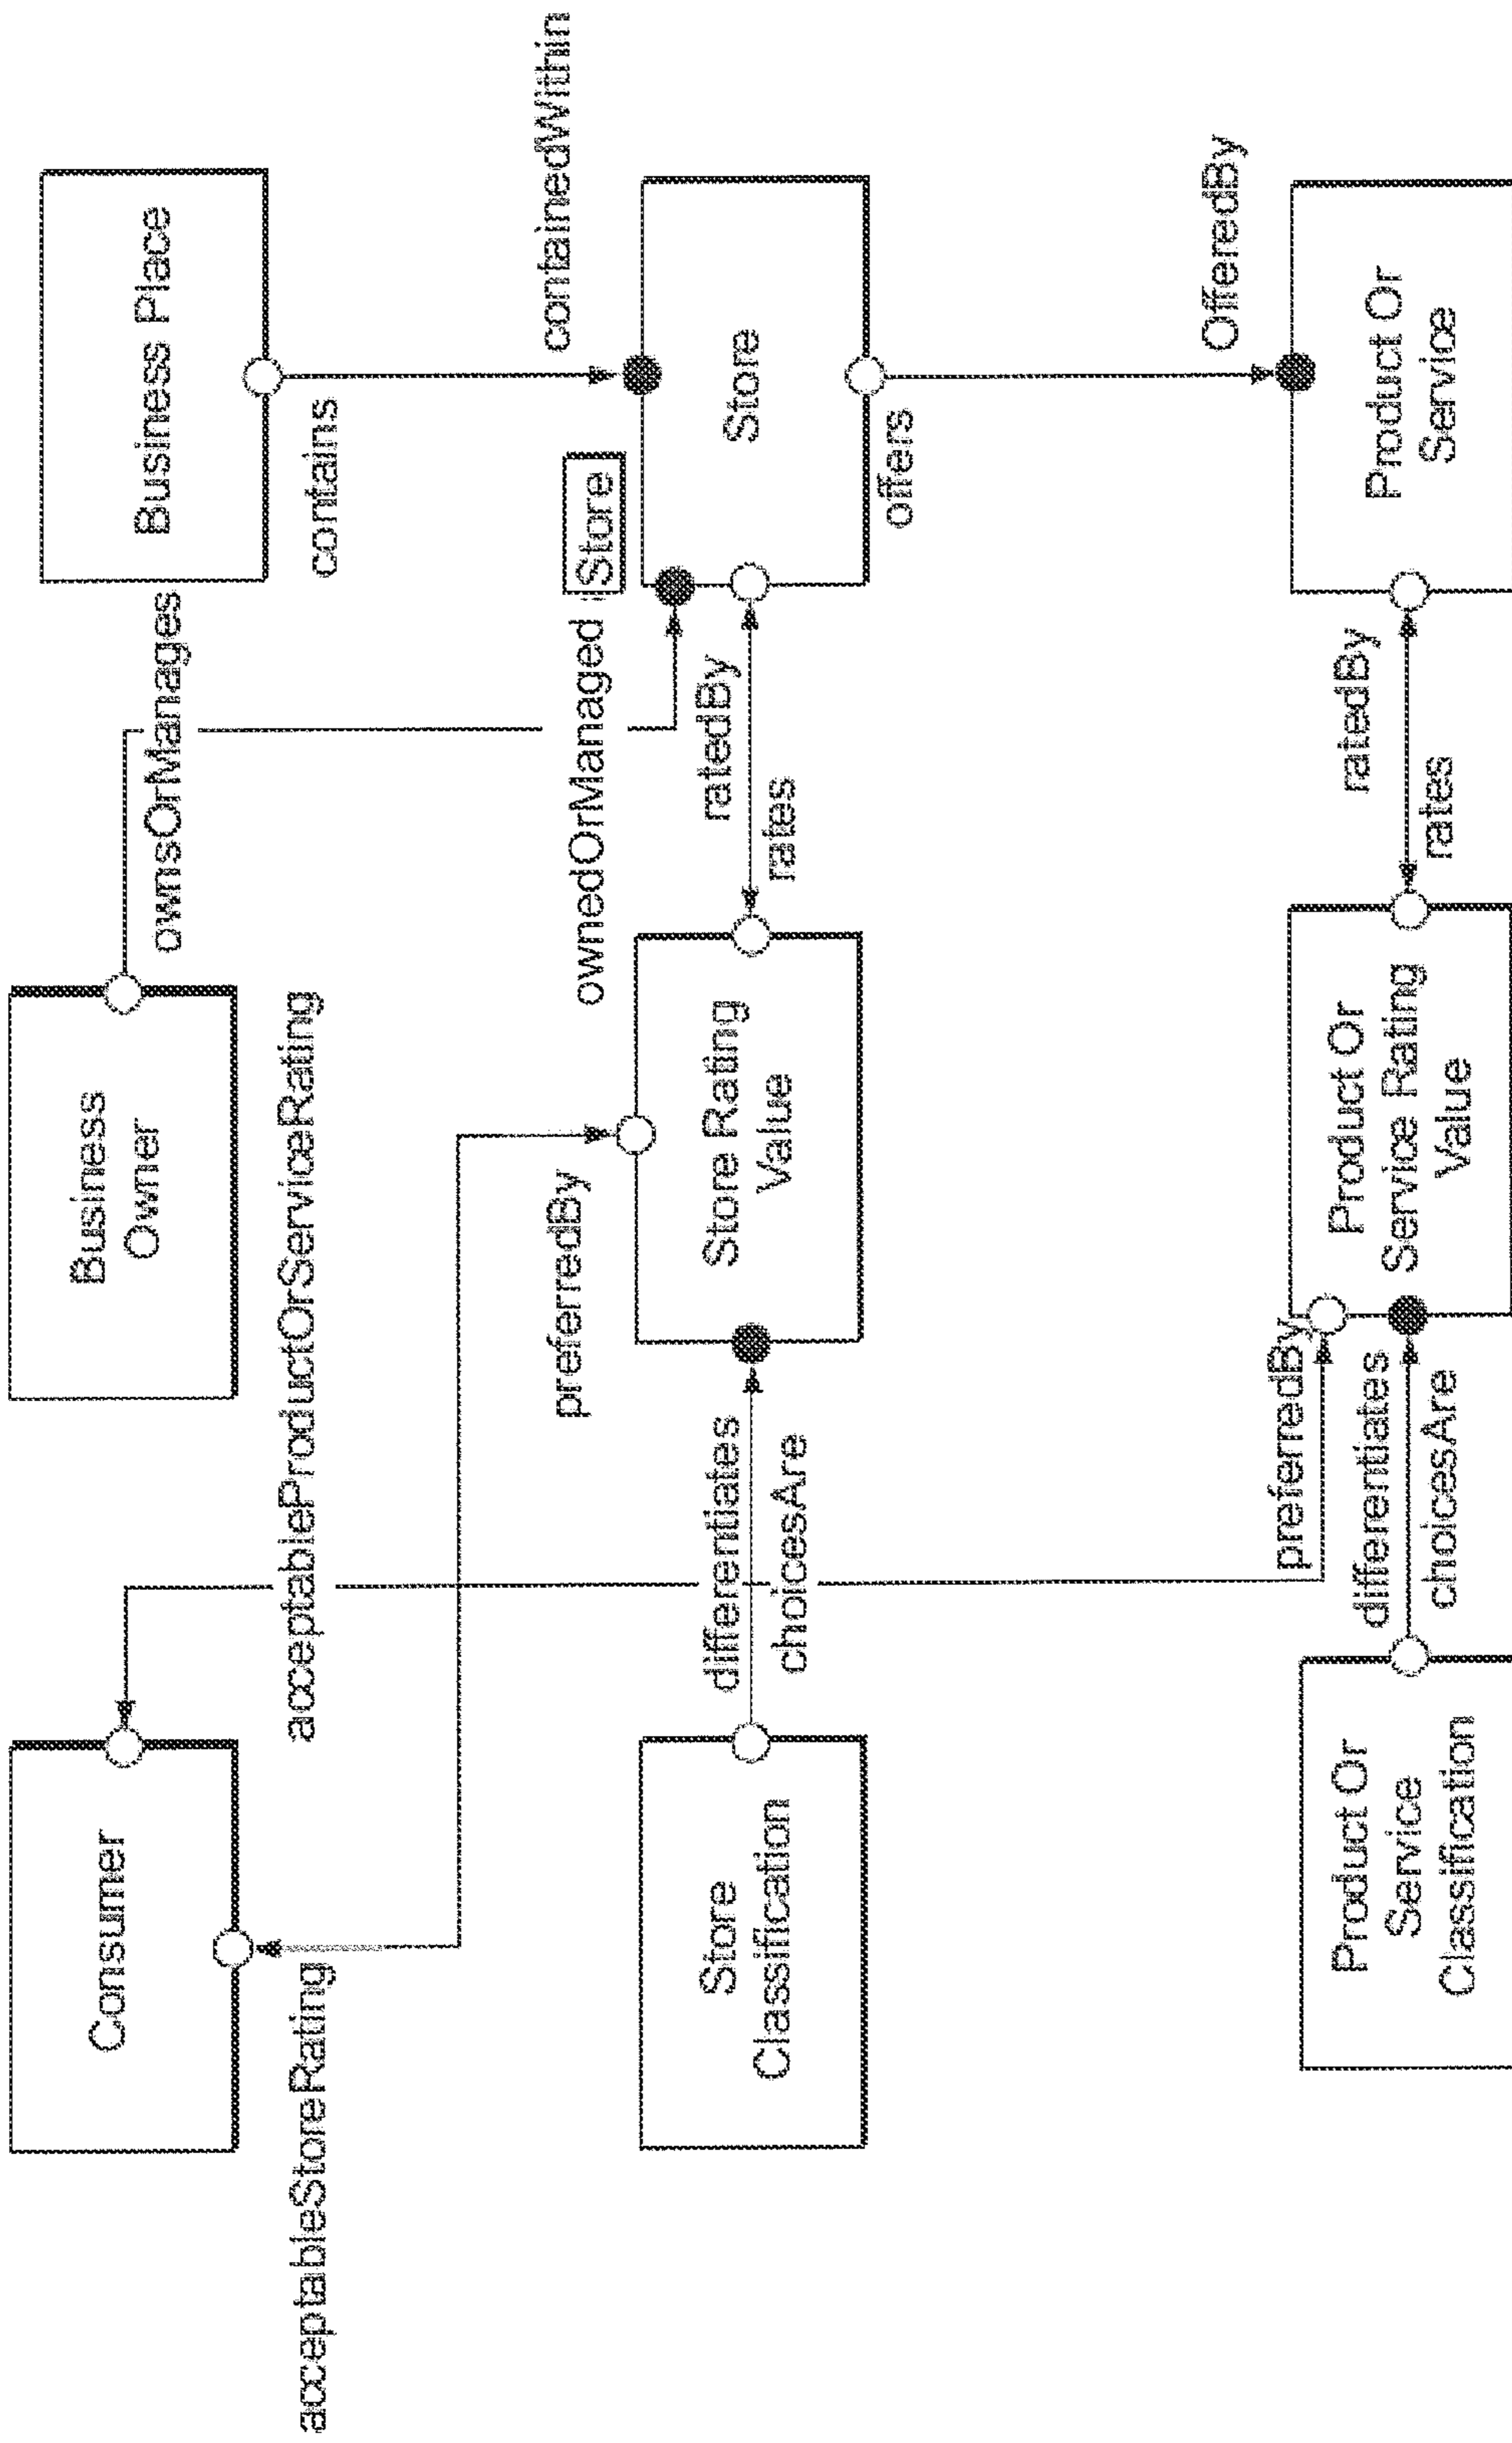 Consumer
Business
Owner
Business Place
ownsOrManages
acceptableStoreRating
acceptableProductOrServiceRating
contains
preferredBy
ownedOrManaged
Store
containedWithin
Store
Classification
differentiates
choicesAre
Store Rating
Value
ratedBy
rates
Store
offers
OfferedBy
preferredBy
Product Or
Service
Classification
differentiates
choicesAre
Product Or
Service Rating
Value
ratedBy
rates
Product Or
Service